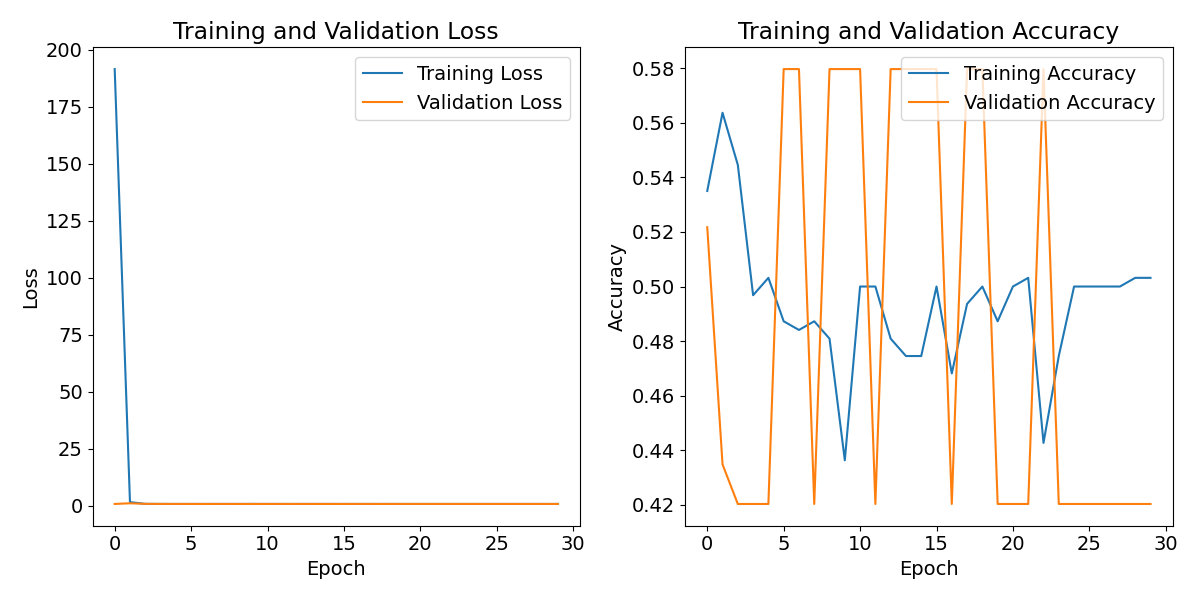 Training and Validation Loss
200
175
150
125
100
75
50
25
0
Loss
0 5 10 15 20 25 30
Epoch
Training Loss
Validation Loss
Training and Validation Accuracy
0.58
0.56
0.54
0.52
0.50
0.48
0.46
0.44
0.42
Accuracy
0 5 10 15 20 25 30
Epoch
Training Accuracy
Validation Accuracy